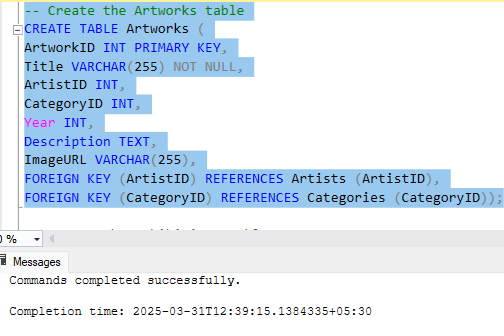 -- Create the Artworks table
CREATE TABLE Artworks (
ArtworkID INT PRIMARY KEY,
Title VARCHAR(255) NOT NULL,
ArtistID INT,
CategoryID INT,
Year INT,
Description TEXT,
ImageURL VARCHAR(255),
FOREIGN KEY (ArtistID) REFERENCES Artists (ArtistID),
FOREIGN KEY (CategoryID) REFERENCES Categories (CategoryID));
%
Messages
Commands completed successfully.
Completion time: 2025-03-31T12:39:15.1384335+05:30